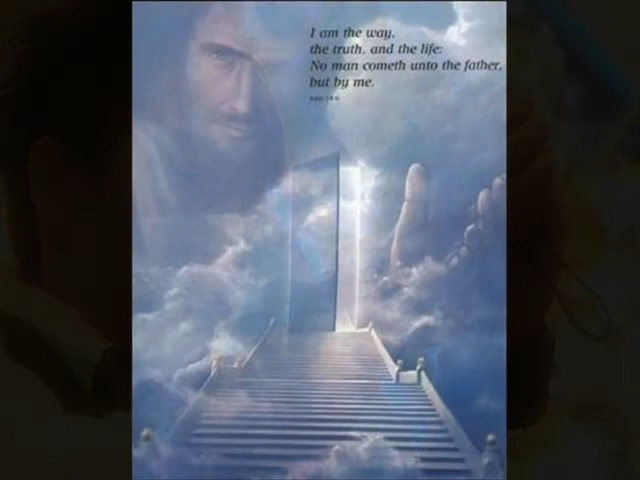 I am the way,
the truth, and the life:
No man cometh unto the father,
but by me.